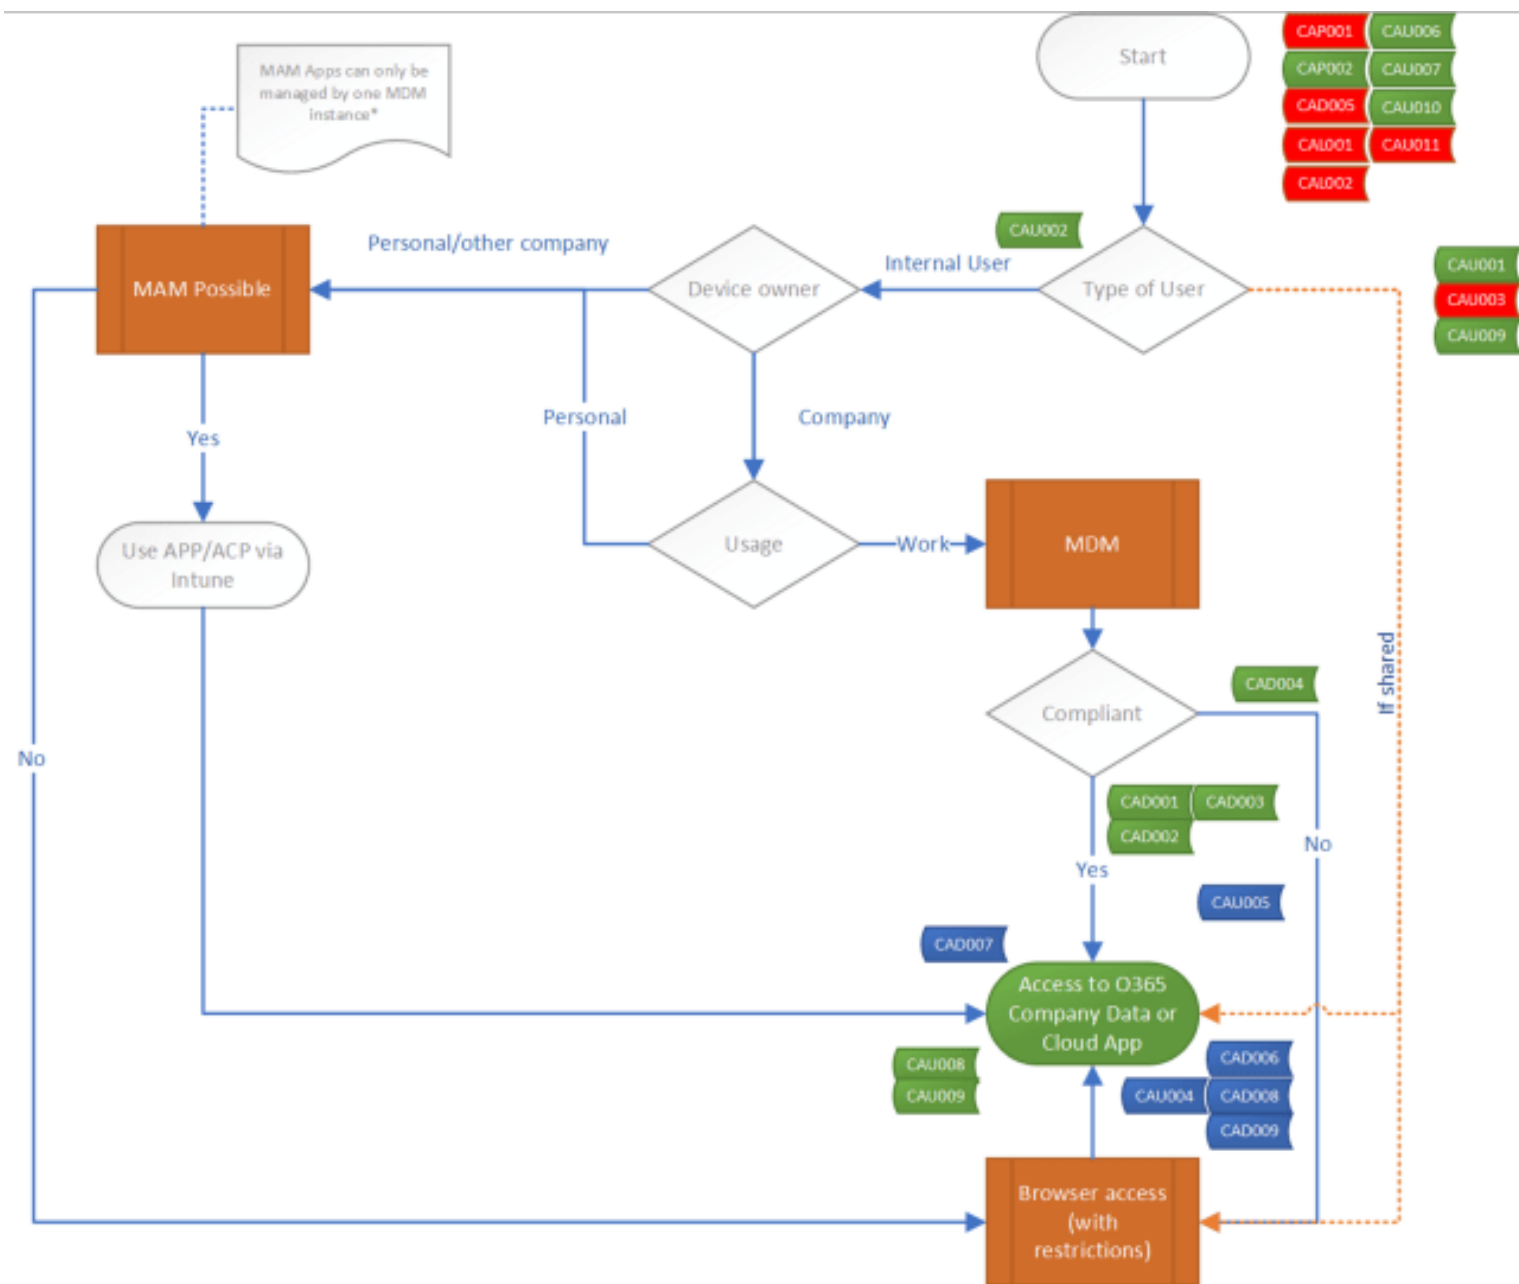 Start
CAP001
CAU006
CAP002
CAU007
CAD005
CAU010
CAL001
CAU011
CAL002
MAM Apps can only be
managed by one MDM
instance*
CAU002
Personal/other company
Internal User
MAM Possible
Device owner
Type of User
CAU001
CAU003
CAU009
Personal
Company
Yes
Use APP/ACP via
Intune
Usage
Work
MDM
If shared
CAD004
Compliant
No
CAD001
CAD003
CAD002
No
Yes
CAU005
CAD007
Access to O365
Company Data or
Cloud App
CAU008
CAU009
CAD006
CAU004
CAD008
CAD009
Browser access
(with
restrictions)